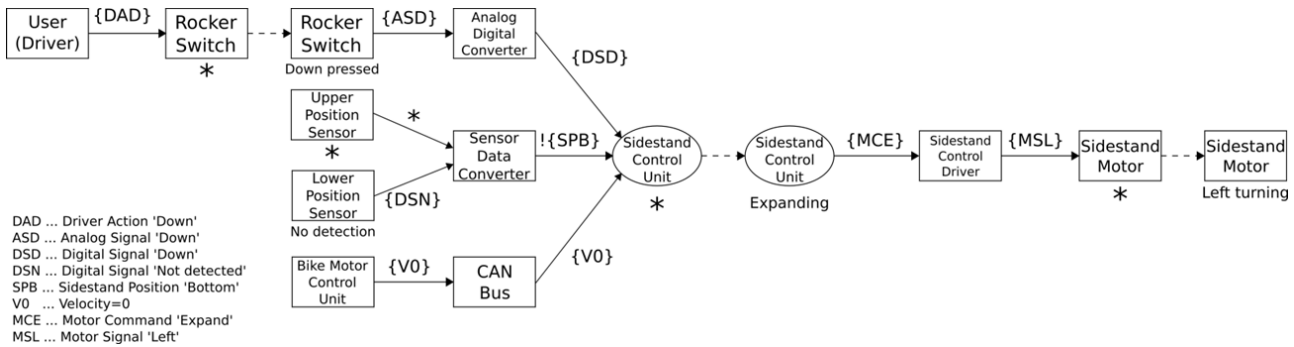 User
(Driver)
{DAD}
Rocker
Switch
*
Rocker
Switch
Down pressed
{ASD}
Analog
Digital
Converter
{DSD}
Upper
Position
Sensor
*
*
Lower
Position
Sensor
No detection
{DSN}
Sensor
Data
Converter
!{SPB}
Sidestand
Control
Unit
*
Sidestand
Control
Unit
Expanding
{MCE}
Sidestand
Control
Driver
{MSL}
Sidestand
Motor
*
Sidestand
Motor
Left turning
Bike Motor
Control
Unit
{V0}
CAN
Bus
{V0}
DAD ... Driver Action 'Down'
ASD ... Analog Signal 'Down'
DSD ... Digital Signal 'Down'
DSN ... Digital Signal 'Not detected'
SPB ... Sidestand Position 'Bottom'
V0 ... Velocity=0
MCE ... Motor Command 'Expand'
MSL ... Motor Signal 'Left'